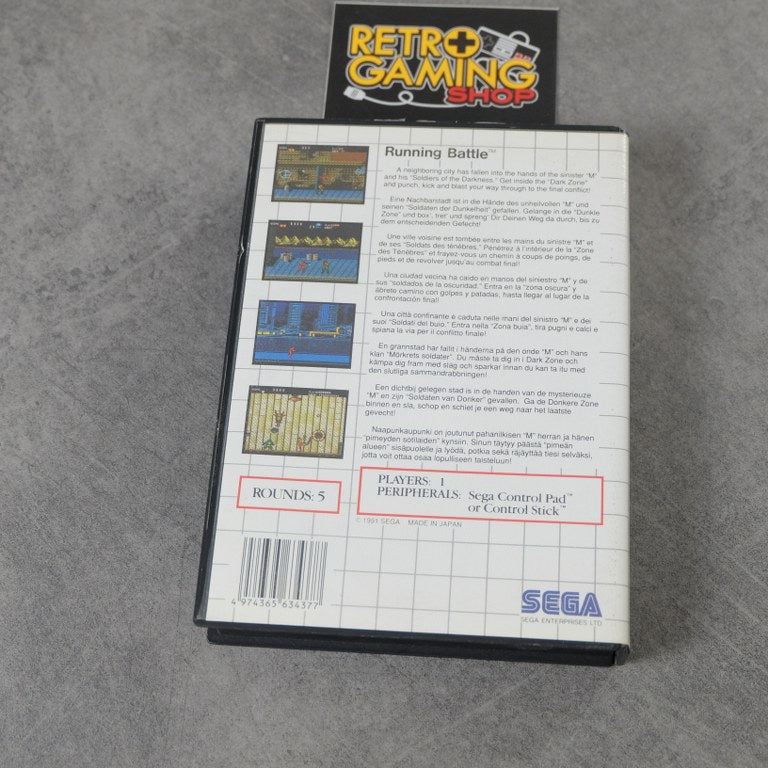 RETRO
GAMING
SHOP
Running Battle™
A neighboring city has fallen into the hands of the sinister "M"
and his "Soldiers of the Darkness." Get inside the "Dark Zone"
and punch, kick and blast your way through to the final conflict!
Eine Nachbarstadt ist in die Hände des unheilvollen "M" und
seinen "Soldaten der Dunkelheit" gefallen. Gelange in die "Dunkle
Zone" und box', tret' und spreng' Dir Deinen Weg da durch, bis zu
dem entscheidenden Gefecht!
Une ville voisine est tombée entre les mains du sinistre "M" et
de ses "Soldats des ténèbres." Pénétrez à l'intérieur de la "Zone
des Ténèbres" et frayez-vous un chemin à coups de poings, de
pieds et de revolver jusqu'au combat final!
Una ciudad vecina ha caido en manos del siniestro "M" y de
sus "soldados de la oscuridad." Entra en la "zona oscura" y
ábrete camino con golpes y patadas, hasta llegar al lugar de la
confrontación final!
Una città confinante è caduta nelle mani del sinistro "M" e dei
suoi "Soldati del buio." Entra nella "Zona buia", tira pugni e calci e
spiana la via per il conflitto finale!
En grannstad har fallit i händerna på den onde "M" och hans
klan "Mörkrets soldater". Du måste ta dig in i Dark Zone och
kämpa dig fram med slag och sparkar innan du kan ta itu med
den slutliga sammandrabbningen!
Een dichtbij gelegen stad is in de handen van de mysterieuze
"M" en zijn "Soldaten van Donker" gevallen. Ga de Donkere Zone
binnen en sla, schop en schiet je een weg naar het laatste
gevecht!
Naapurikaupunki on joutunut pahanilkisen "M" herran ja hänen
"pimeyden sotilaiden" kynsiin. Sinun täytyy päästä "pimeän
alueen" sisäpuolelle ja lyödä, potkia sekä räjäyttää tiesi selväksi,
jotta voit ottaa osaa lopulliseen taisteluun!
ROUNDS: 5
PLAYERS: 1
PERIPHERALS: Sega Control Pad™
or Control Stick™
© 1991 SEGA MADE IN JAPAN
4 974365 634377
SEGA
SEGA ENTERPRISES LTD.